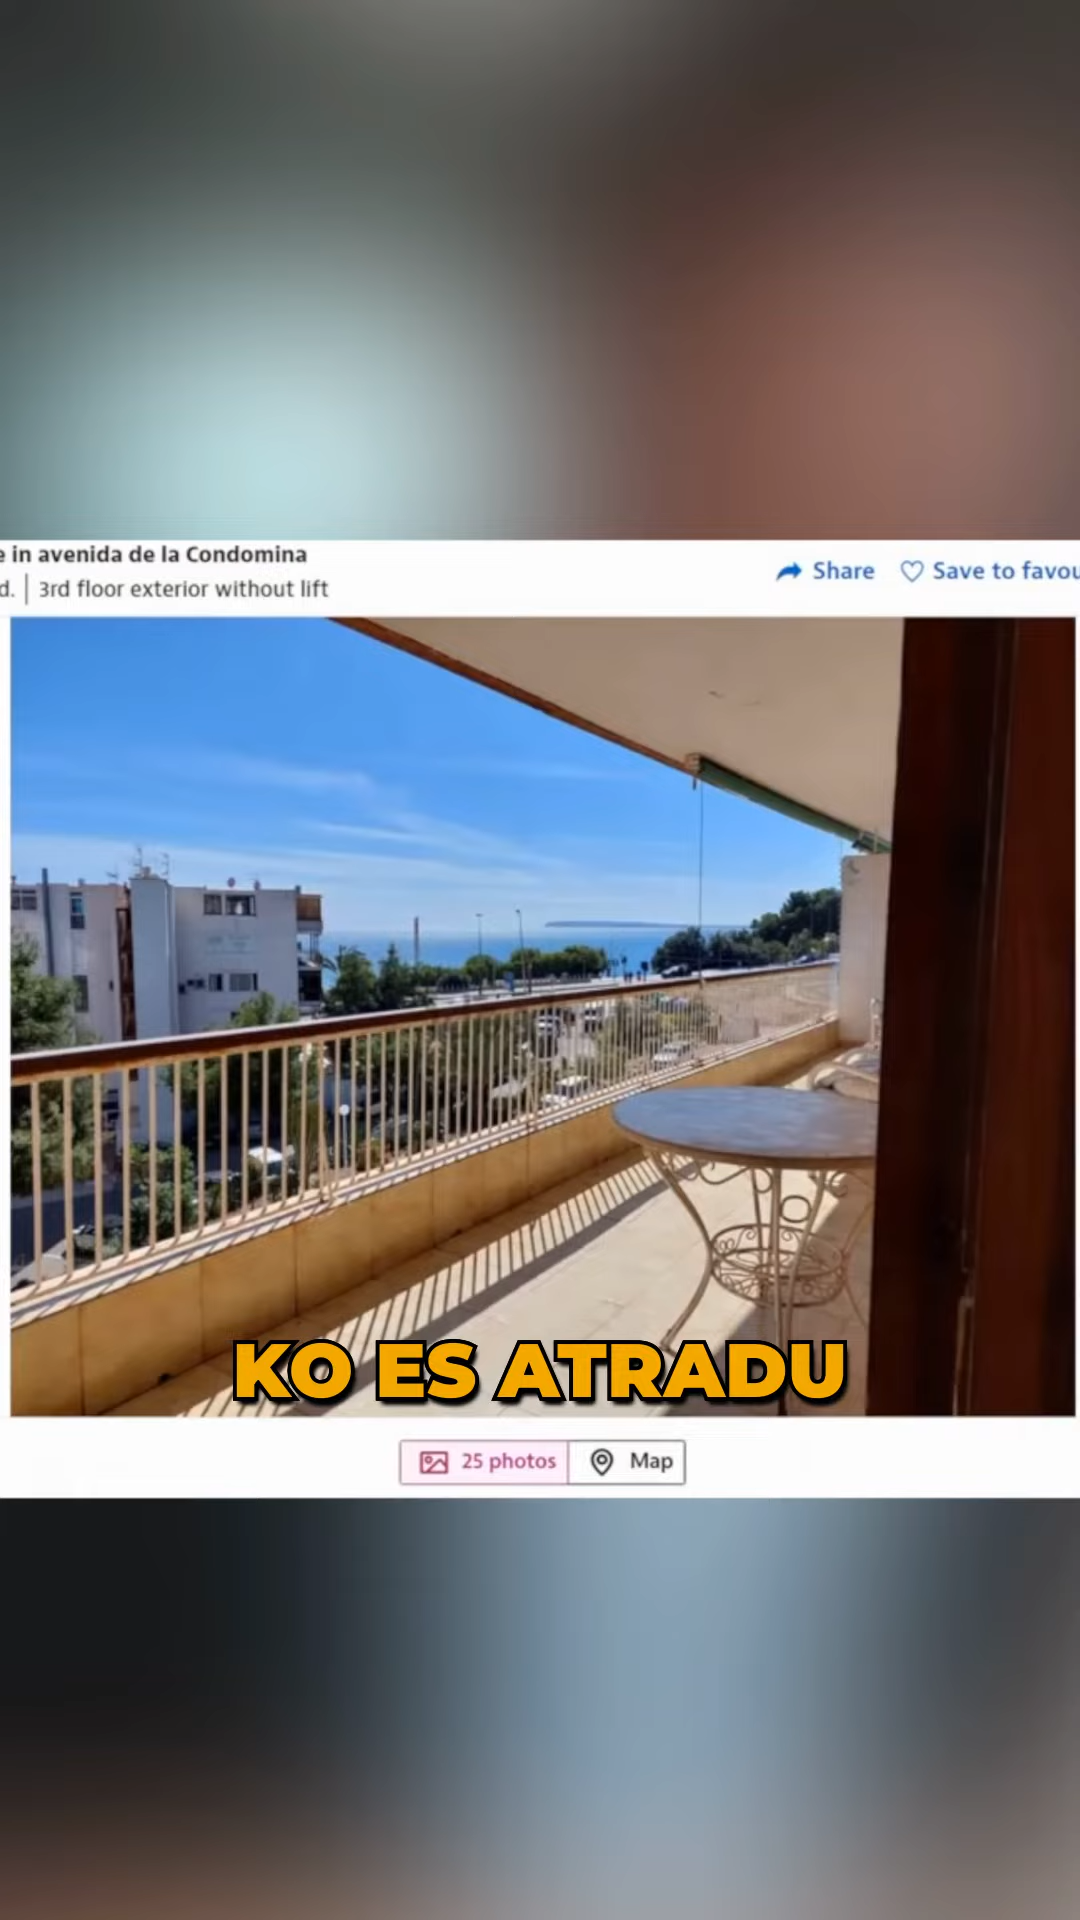 in avenida de la Condomina
3rd floor exterior without lift
Share
Save to
KO ES ATRADU
25 photos
Map